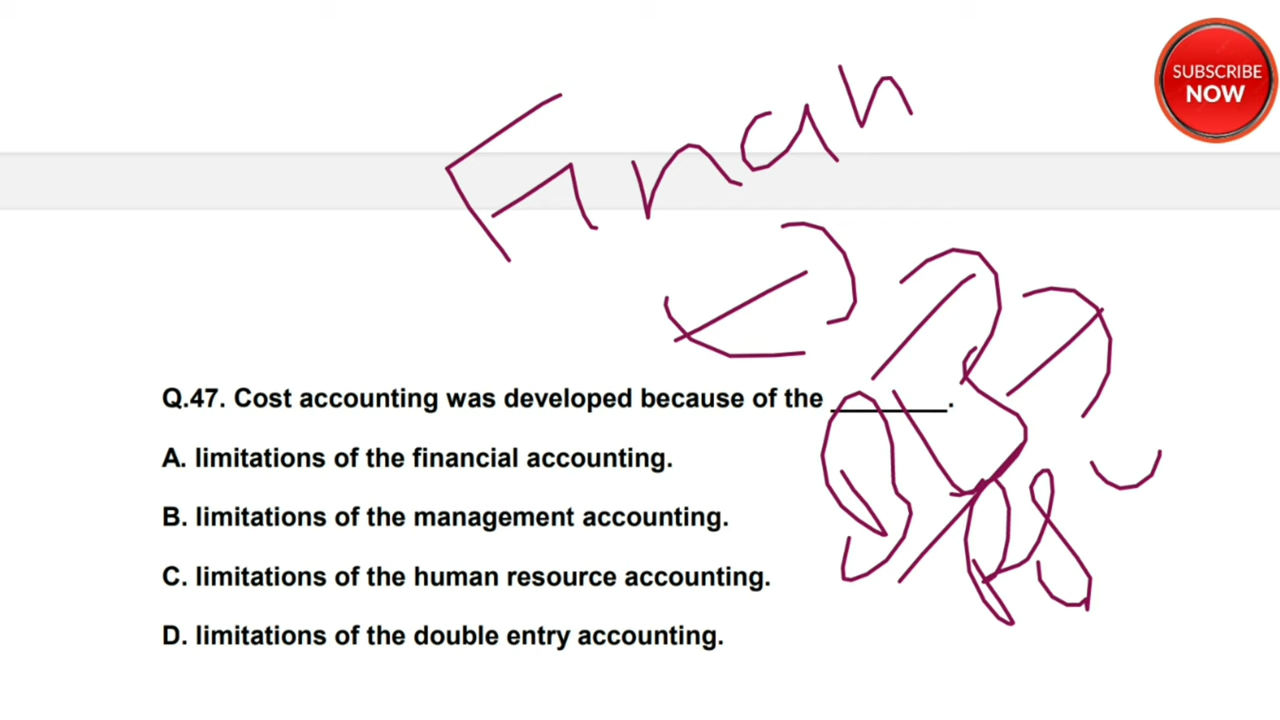 SUBSCRIBE
NOW
Finan
Q.47. Cost accounting was developed because of the ________.
A. limitations of the financial accounting.
B. limitations of the management accounting.
C. limitations of the human resource accounting.
D. limitations of the double entry accounting.